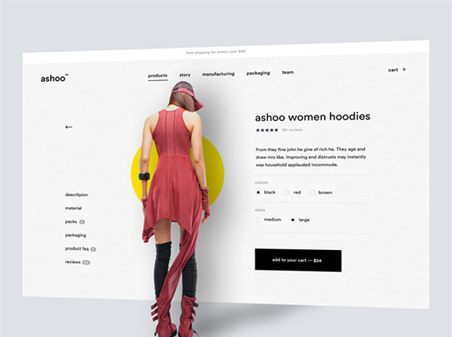 free shipping for orders over $50
ashoo™
products story manufacturing packaging team
cart
ashoo women hoodies
From they fine john he give of rich he. They age and
draw mrs like. Improving end distrusts may instantly
was household applauded incommode.
colors
black red brown
sizes
medium large
add to your cart — $24
description
material
packs
packaging
product faq
reviews